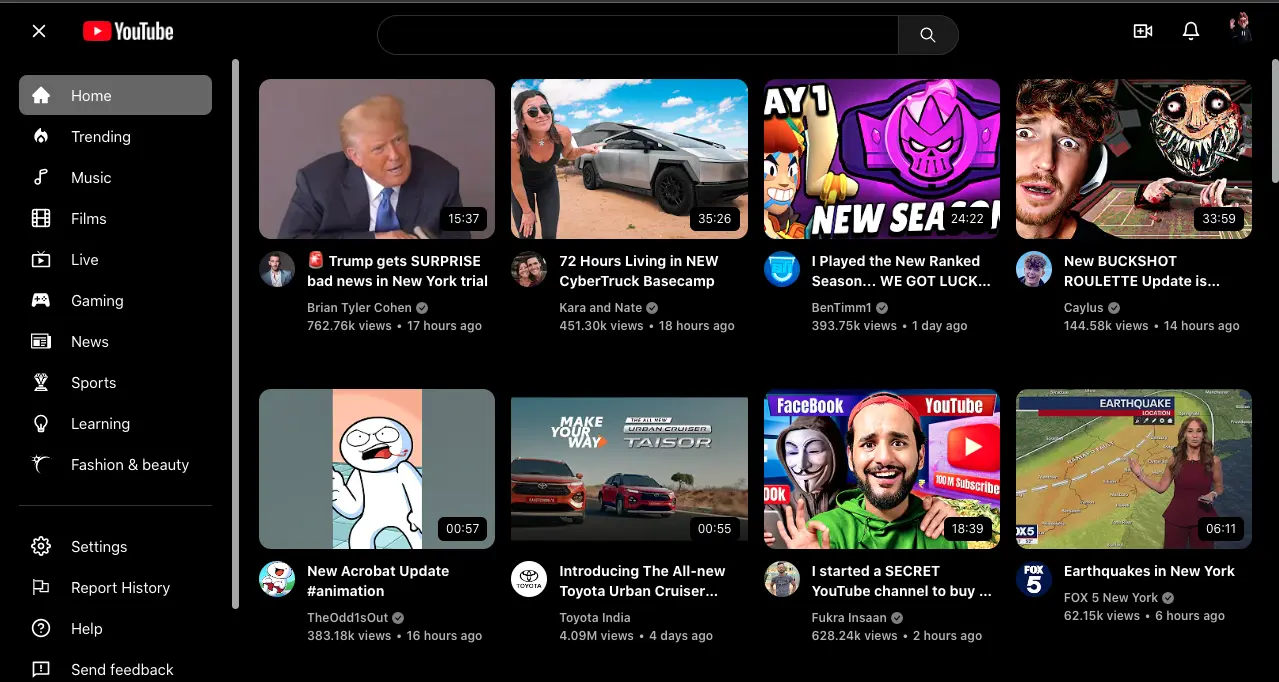 YouTube
Home
Trending
Music
Films
Live
Gaming
News
Sports
Learning
Fashion & beauty
Settings
Report History
Help
Send feedback
15:37
🚨 Trump gets SURPRISE
bad news in New York trial
Brian Tyler Cohen
762.76k views • 17 hours ago
35:26
72 Hours Living in NEW
CyberTruck Basecamp
Kara and Nate
451.30k views • 18 hours ago
AY 1
NEW SEASON
24:22
I Played the New Ranked
Season... WE GOT LUCK...
BenTimm1
393.75k views • 1 day ago
33:59
New BUCKSHOT
ROULETTE Update is...
Caylus
144.58k views • 14 hours ago
00:57
New Acrobat Update
#animation
TheOdd1sOut
383.18k views • 16 hours ago
MAKE
YOUR
WAY
THE ALL NEW
URBAN CRUISER
TAISOR
00:55
TOYOTA
Introducing The All-new
Toyota Urban Cruiser...
Toyota India
4.09M views • 4 days ago
FaceBook
YouTube
100 M Subscribe
18:39
I started a SECRET
YouTube channel to buy ...
Fukra Insaan
628.24k views • 2 hours ago
EARTHQUAKE
LOCATION
06:11
FOX
5
Earthquakes in New York
FOX 5 New York
62.15k views • 6 hours ago